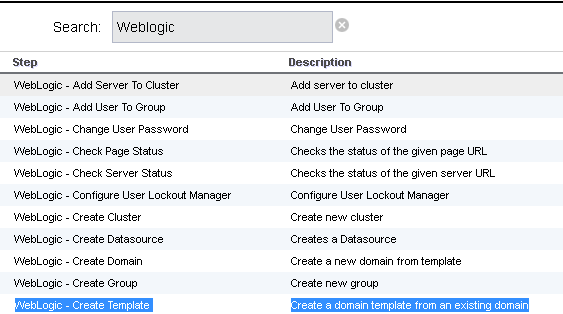 Search: Weblogic
Step Description
WebLogic - Add Server To Cluster Add server to cluster
WebLogic - Add User To Group Add User To Group
WebLogic - Change User Password Change User Password
WebLogic - Check Page Status Checks the status of the given page URL
WebLogic - Check Server Status Checks the status of the given server URL
WebLogic - Configure User Lockout Manager Configure User Lockout Manager
WebLogic - Create Cluster Create new cluster
WebLogic - Create Datasource Creates a Datasource
WebLogic - Create Domain Create a new domain from template
WebLogic - Create Group Create new group
WebLogic - Create Template Create a domain template from an existing domain